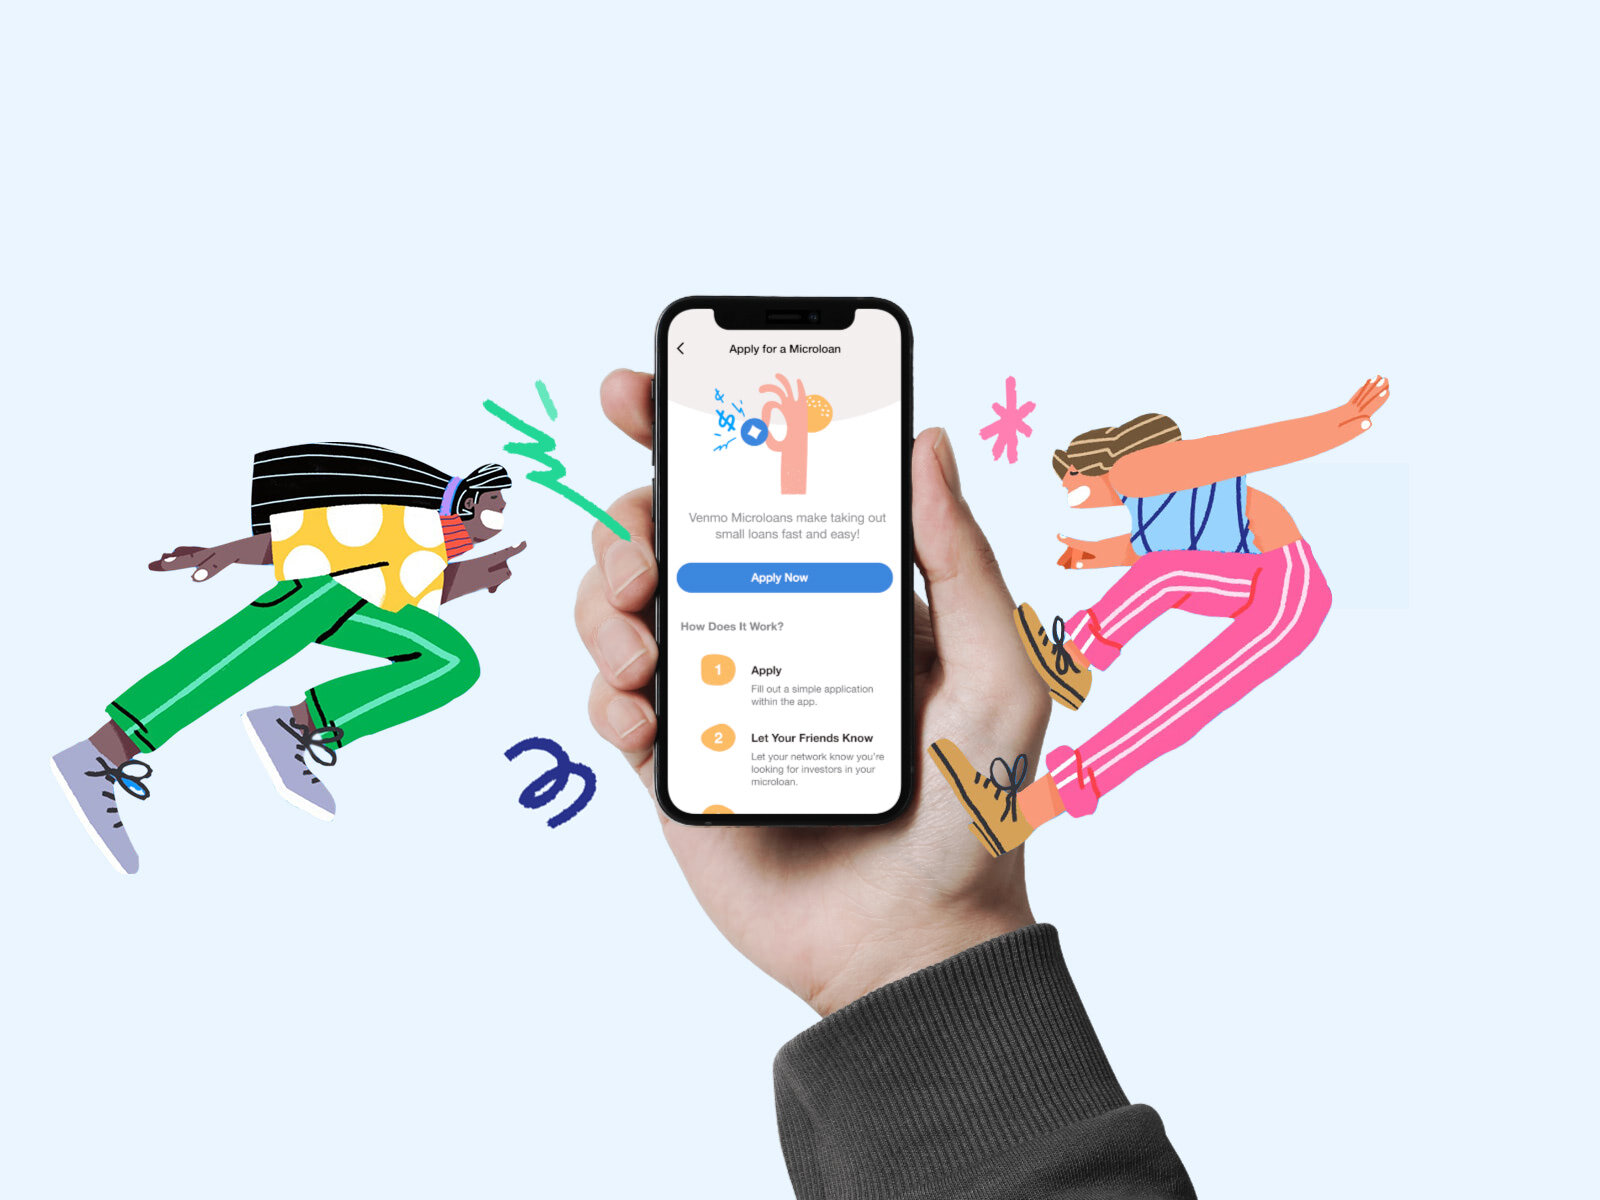 Apply for a Microloan
$
$
Venmo Microloans make taking out
small loans fast and easy!
Apply Now
How Does It Work?
1
Apply
Fill out a simple application
within the app.
2
Let Your Friends Know
Let your network know you're
looking for investors in your
microloan.